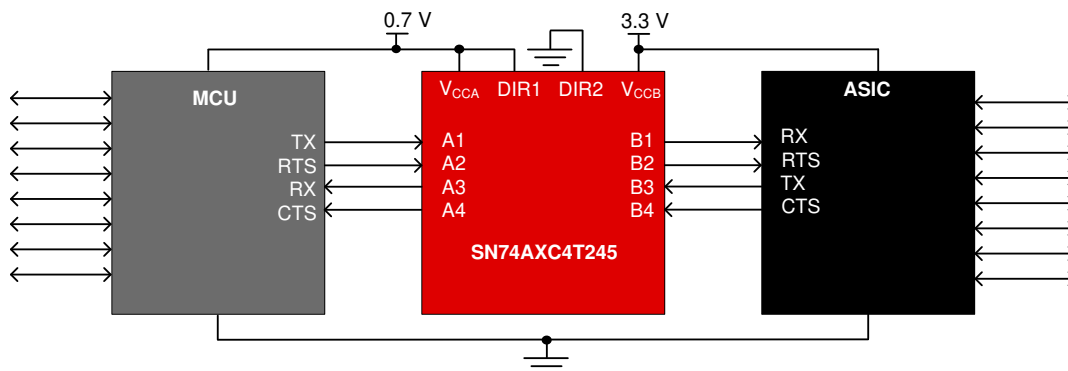 0.7 V
3.3 V
MCU
TX
RTS
RX
CTS
VCCA DIR1 DIR2 VCCB
A1 B1
A2 B2
A3 B3
A4 B4
SN74AXC4T245
ASIC
RX
RTS
TX
CTS